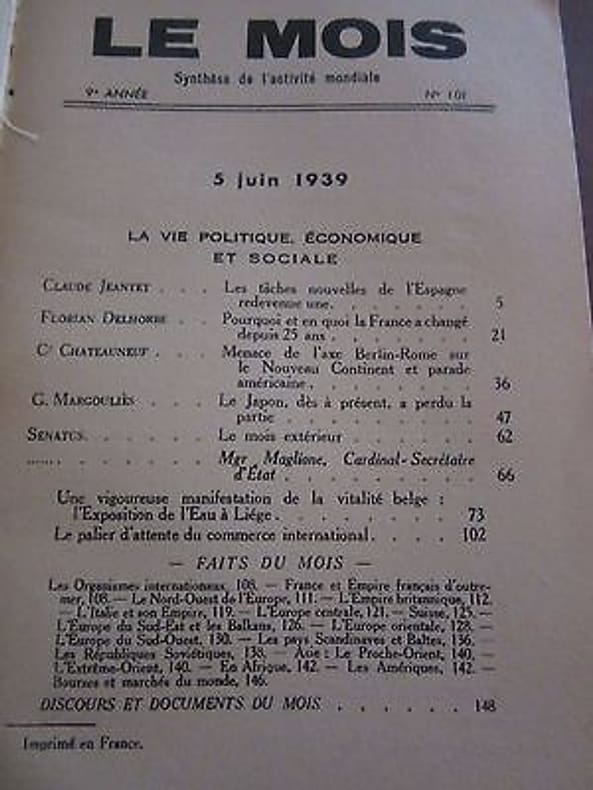 LE MOIS
Synthèse de l'activité mondiale
9e ANNÉE No 101
5 juin 1939
LA VIE POLITIQUE, ÉCONOMIQUE
ET SOCIALE
CLAUDE JEANTET . . . Les tâches nouvelles de l'Espagne
redevenue une. . . . . . . 5
FLORIAN DELHORBE . . Pourquoi et en quoi la France a changé
depuis 25 ans . . . . . . . 21
Ct CHATEAUNEUF . . . Menace de l'axe Berlin-Rome sur
le Nouveau Continent et parade
américaine . . . . . . . . 36
G. MARGOULIÈS . . . Le Japon, dès à présent, a perdu la
partie . . . . . . . . . 47
SENATUS. . . . . . Le mois extérieur . . . . . . 62
...... . . . . . . Mgr Maglione, Cardinal-Secrétaire
d'État . . . . . . . . . 66
Une vigoureuse manifestation de la vitalité belge :
l'Exposition de l'Eau à Liége . . . . . . . . 73
Le palier d'attente du commerce international. . . . . 102
— FAITS DU MOIS —
Les Organismes internationaux, 108. — France et Empire français d'outre-
mer, 108. — Le Nord-Ouest de l'Europe, 111. — L'Empire britannique, 112.
— L'Italie et son Empire, 119. — L'Europe centrale, 121. — Suisse, 125. —
L'Europe du Sud-Est et les Balkans, 126. — L'Europe orientale, 128. —
L'Europe du Sud-Ouest, 130. — Les pays Scandinaves et Baltes, 136. —
Les Républiques Soviétiques, 138. — Asie : Le Proche-Orient, 140. —
L'Extrême-Orient, 140. — En Afrique, 142. — Les Amériques, 142. —
Bourses et marchés du monde, 146.
DISCOURS ET DOCUMENTS DU MOIS . . . . . . 148
Imprimé en France.